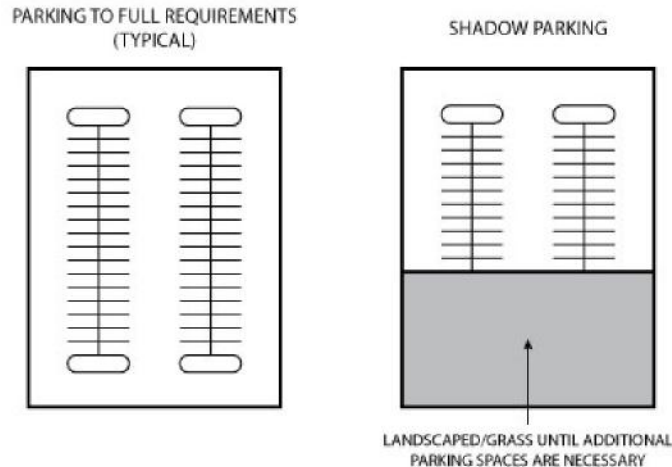 PARKING TO FULL REQUIREMENTS
(TYPICAL)
SHADOW PARKING
LANDSCAPED/GRASS UNTIL ADDITIONAL
PARKING SPACES ARE NECESSARY